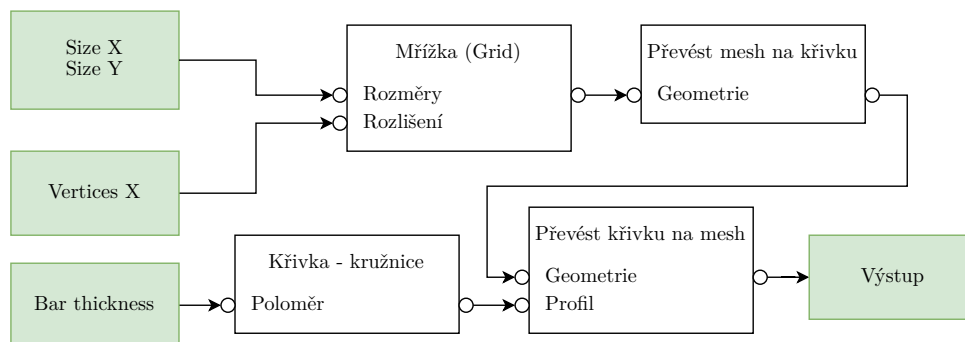 Size X
Size Y
Mřížka (Grid)
Rozměry
Rozlišení
Převést mesh na křivku
Geometrie
Vertices X
Bar thickness
Křivka - kružnice
Poloměr
Převést křivku na mesh
Geometrie
Profil
Výstup